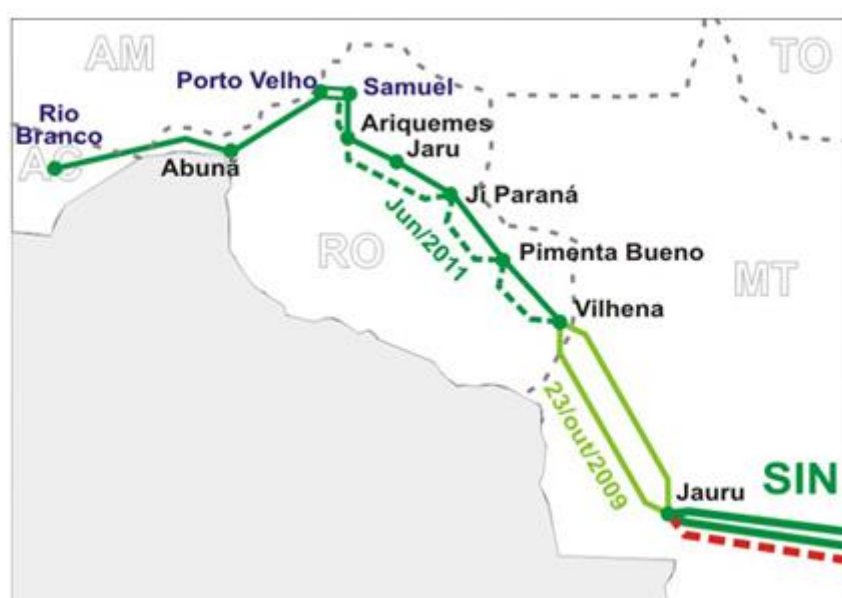 AM
TO
Porto Velho
Samuel
Rio
Branco
Ariquemes
AC
Abunã
Jaru
Ji Paraná
Jun/2011
RO
Pimenta Bueno
MT
Vilhena
23/out/2009
SIN
Jauru